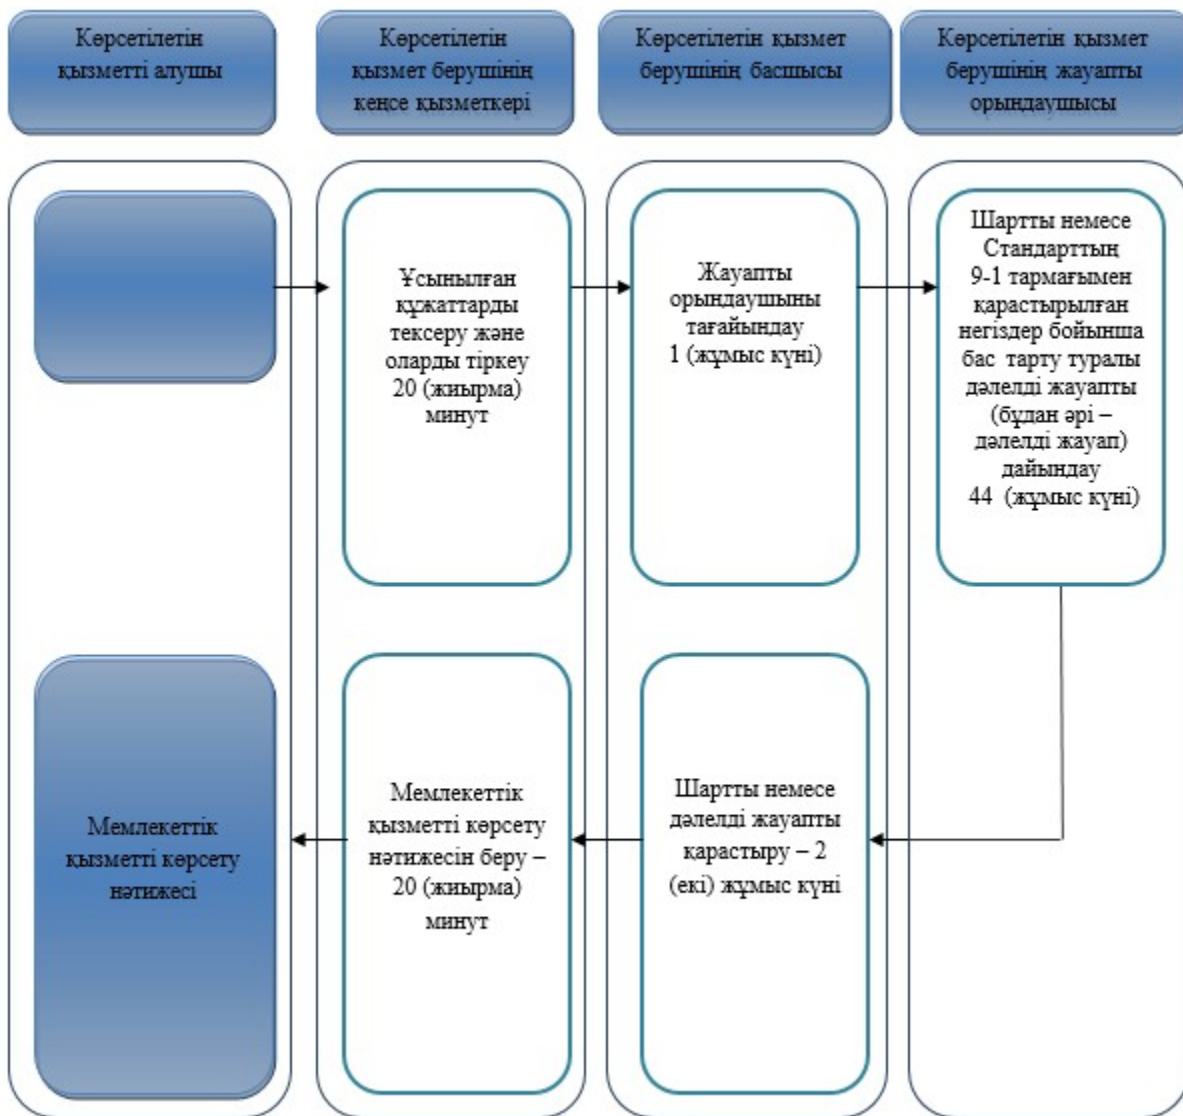 Көрсетілетін
қызметті алушы
Көрсетілетін
қызмет берушінің
кеңсе қызметкері
Көрсетілетін қызмет
берушінің басшысы
Көрсетілетін қызмет
берушінің жауапты
орындаушысы
Ұсынылған
құжаттарды
тексеру және
оларды тіркеу
20 (жиырма)
минут
Жауапты
орындаушыны
тағайындау
1 (жұмыс күні)
Шартты немесе
Стандарттың
9-1 тармағымен
қарастырылған
негіздер бойынша
бас тарту туралы
дәлелді жауапты
(бұдан әрі –
дәлелді жауап)
дайындау
44 (жұмыс күні)
Мемлекеттік
қызметті көрсету
нәтижесі
Мемлекеттік
қызметті көрсету
нәтижесін беру –
20 (жиырма)
минут
Шартты немесе
дәлелді жауапты
қарастыру – 2
(екі) жұмыс күні